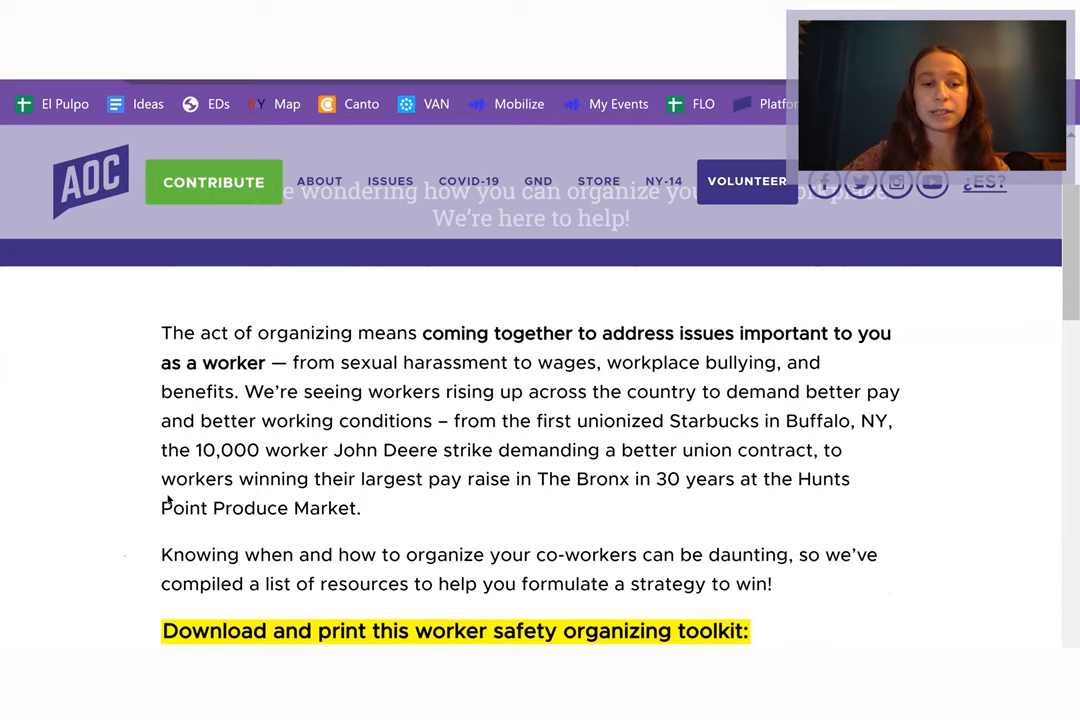 El Pulpo Ideas EDs Map Canto VAN Mobilize My Events FLO Platfo
AOC CONTRIBUTE ABOUT ISSUES COVID-19 GND STORE NY-14 VOLUNTEER ¿ES?
wondering how you can organize you
We're here to help!
The act of organizing means coming together to address issues important to you
as a worker — from sexual harassment to wages, workplace bullying, and
benefits. We're seeing workers rising up across the country to demand better pay
and better working conditions – from the first unionized Starbucks in Buffalo, NY,
the 10,000 worker John Deere strike demanding a better union contract, to
workers winning their largest pay raise in The Bronx in 30 years at the Hunts
Point Produce Market.
Knowing when and how to organize your co-workers can be daunting, so we've
compiled a list of resources to help you formulate a strategy to win!
Download and print this worker safety organizing toolkit: